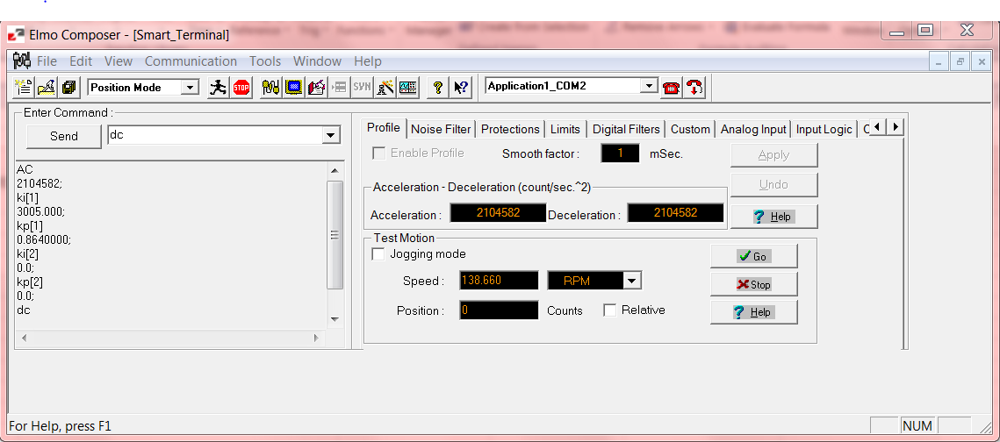 Elmo Composer - [Smart_Terminal]
File Edit View Communication Tools Window Help
Position Mode STOP SYN Application1_COM2
Enter Command :
Send dc
AC
2104582;
ki[1]
3005.000;
kp[1]
0.8640000;
ki[2]
0.0;
kp[2]
0.0;
dc
Profile Noise Filter Protections Limits Digital Filters Custom Analog Input Input Logic
Enable Profile Smooth factor : 1 mSec. Apply
Undo
Acceleration - Deceleration (count/sec.^2)
Acceleration : 2104582 Deceleration : 2104582 Help
Test Motion
Jogging mode Go
Speed : 138.660 RPM Stop
Position : 0 Counts Relative Help
For Help, press F1 NUM